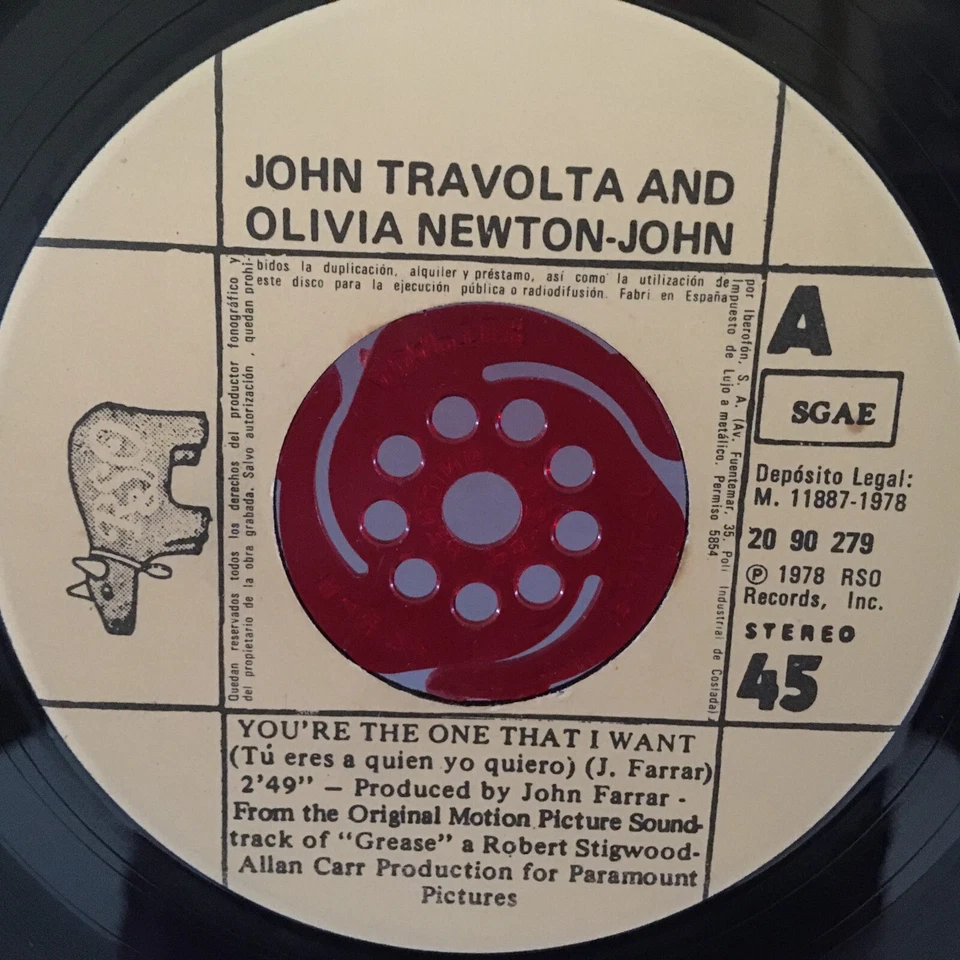 JOHN TRAVOLTA AND
OLIVIA NEWTON-JOHN
Quedan reservados todos los derechos del productor fonográfico y
del propietario de la obra grabada. Salvo autorización, quedan prohi-
bidos la duplicación, alquiler y préstamo, así como la utilización de
este disco para la ejecución pública o radiodifusión. Fabri en España
por Iberofón, S. A. (Av. Fuentemar, 35. Polí Industrial de Coslada)
Impuesto de Lujo a metálico. Permiso 5854
RSO
A
SGAE
Depósito Legal:
M. 11887-1978
20 90 279
Ⓟ 1978 RSO
Records, Inc.
STEREO
45
YOU'RE THE ONE THAT I WANT
(Tú eres a quien yo quiero) (J. Farrar)
2'49" — Produced by John Farrar -
From the Original Motion Picture Sound-
track of "Grease" a Robert Stigwood-
Allan Carr Production for Paramount
Pictures